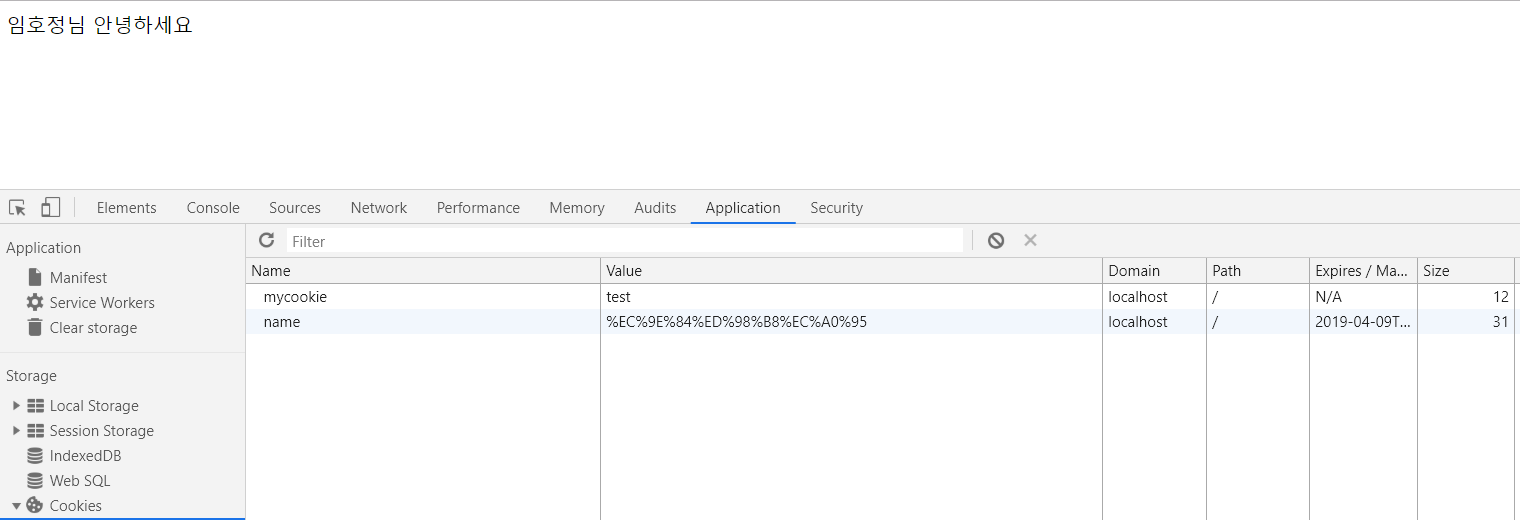 임호정님 안녕하세요
Elements Console Sources Network Performance Memory Audits Application Security
Application
Manifest
Service Workers
Clear storage
Storage
Local Storage
Session Storage
IndexedDB
Web SQL
Cookies
Filter
Name Value Domain Path Expires / Ma... Size
mycookie test localhost / N/A 12
name %EC%9E%84%ED%98%B8%EC%A0%95 localhost / 2019-04-09T... 31